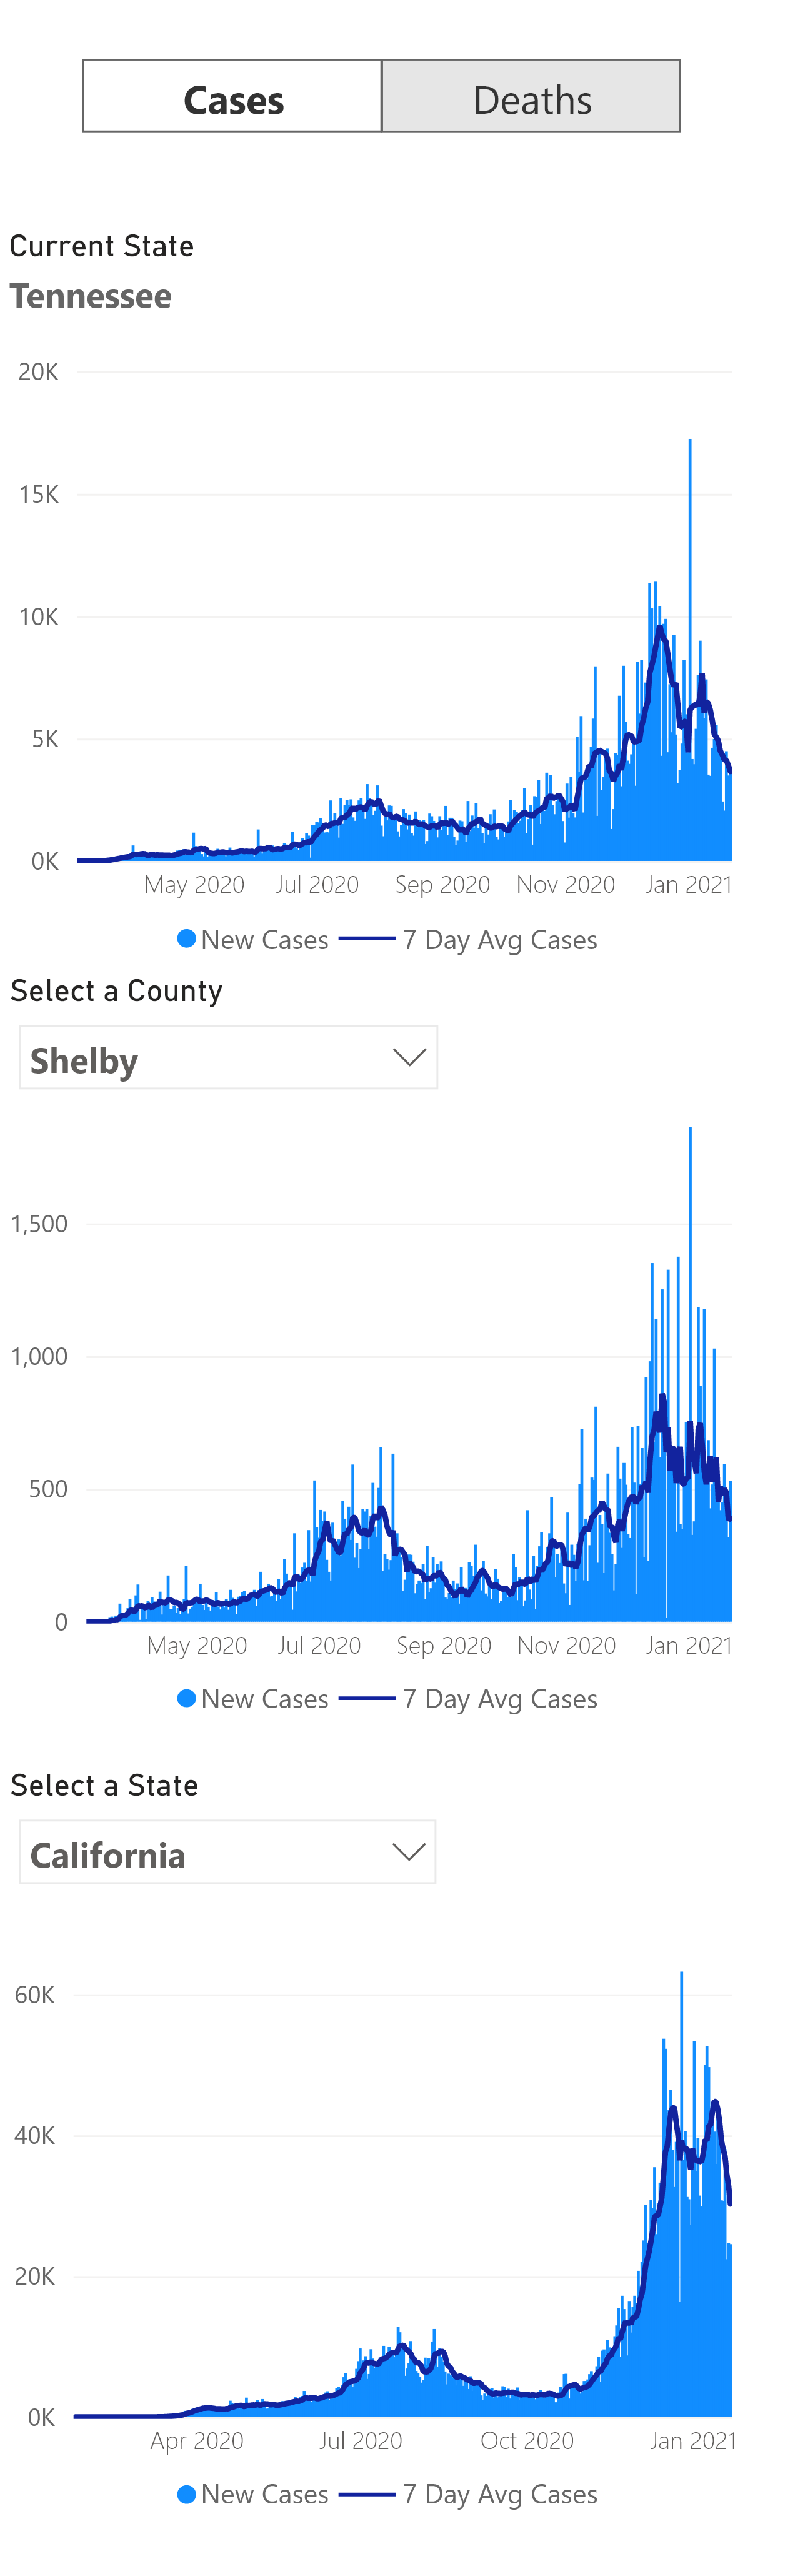 Cases Deaths
Current State
Tennessee
20K
15K
10K
5K
0K
May 2020 Jul 2020 Sep 2020 Nov 2020 Jan 2021
New Cases 7 Day Avg Cases
Select a County
Shelby
1,500
1,000
500
0
May 2020 Jul 2020 Sep 2020 Nov 2020 Jan 2021
New Cases 7 Day Avg Cases
Select a State
California
60K
40K
20K
0K
Apr 2020 Jul 2020 Oct 2020 Jan 2021
New Cases 7 Day Avg Cases